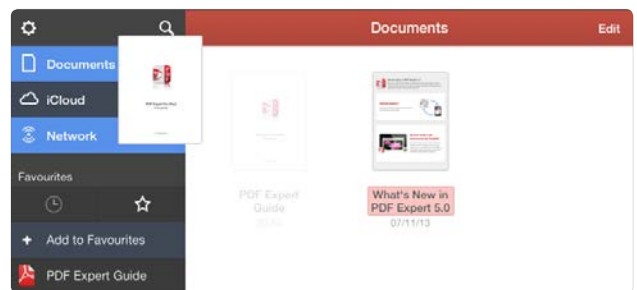 Documents
Edit
Documents
iCloud
Network
Favourites
+ Add to Favourites
PDF Expert Guide
PDF Expert
Guide
What's New in
PDF Expert 5.0
07/11/13